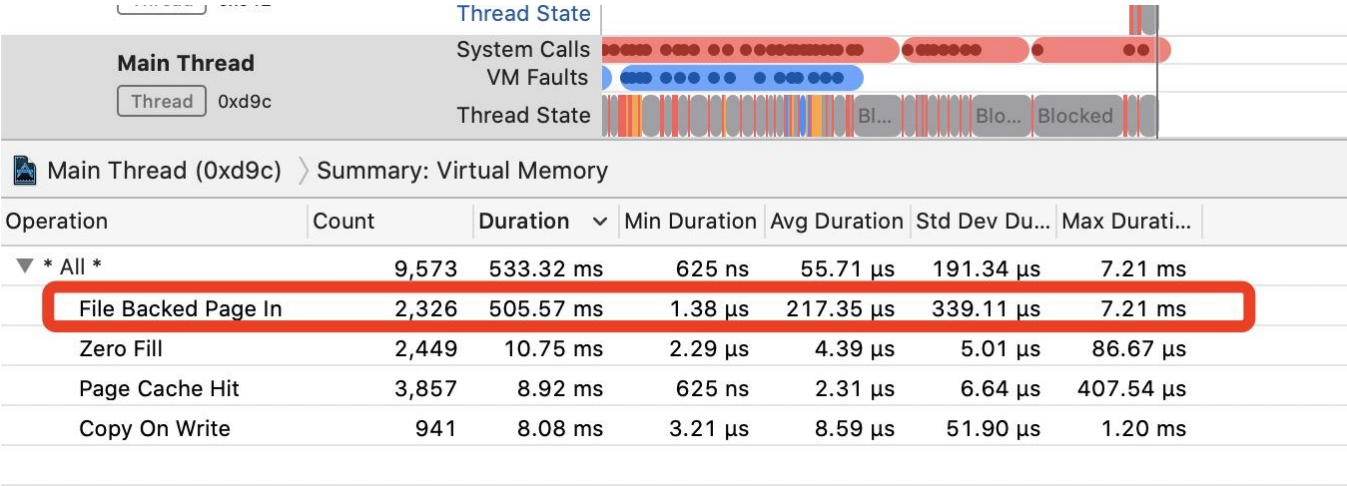 Thread State
System Calls
Main Thread
VM Faults
Thread 0xd9c
Thread State Bl... Blo... Blocked
Main Thread (0xd9c) Summary: Virtual Memory
Operation Count Duration Min Duration Avg Duration Std Dev Du... Max Durati...
* All * 9,573 533.32 ms 625 ns 55.71 µs 191.34 µs 7.21 ms
File Backed Page In 2,326 505.57 ms 1.38 µs 217.35 µs 339.11 µs 7.21 ms
Zero Fill 2,449 10.75 ms 2.29 µs 4.39 µs 5.01 µs 86.67 µs
Page Cache Hit 3,857 8.92 ms 625 ns 2.31 µs 6.64 µs 407.54 µs
Copy On Write 941 8.08 ms 3.21 µs 8.59 µs 51.90 µs 1.20 ms